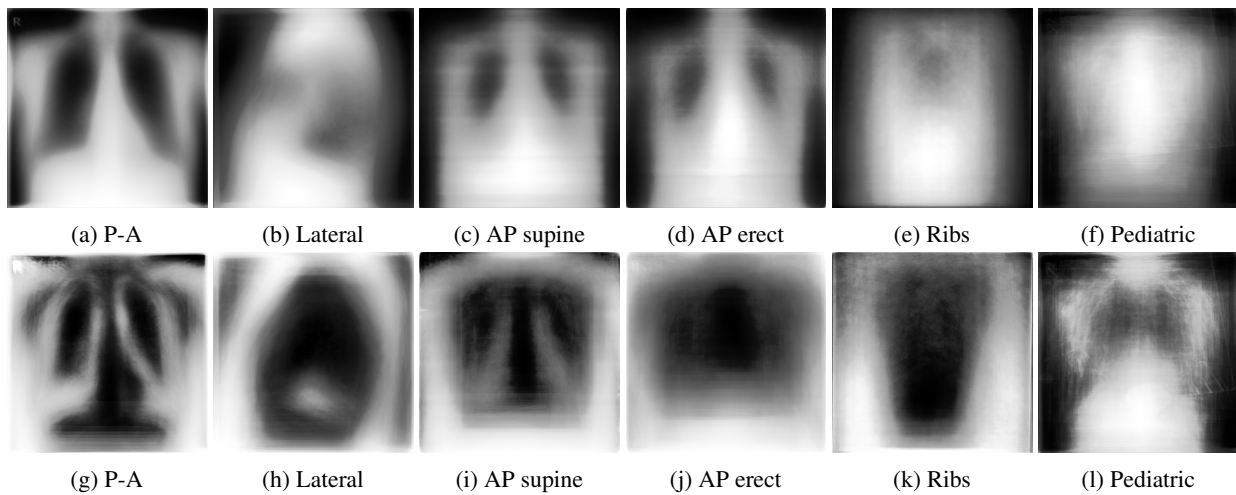 R
(a) P-A (b) Lateral (c) AP supine (d) AP erect (e) Ribs (f) Pediatric
(g) P-A (h) Lateral (i) AP supine (j) AP erect (k) Ribs (l) Pediatric